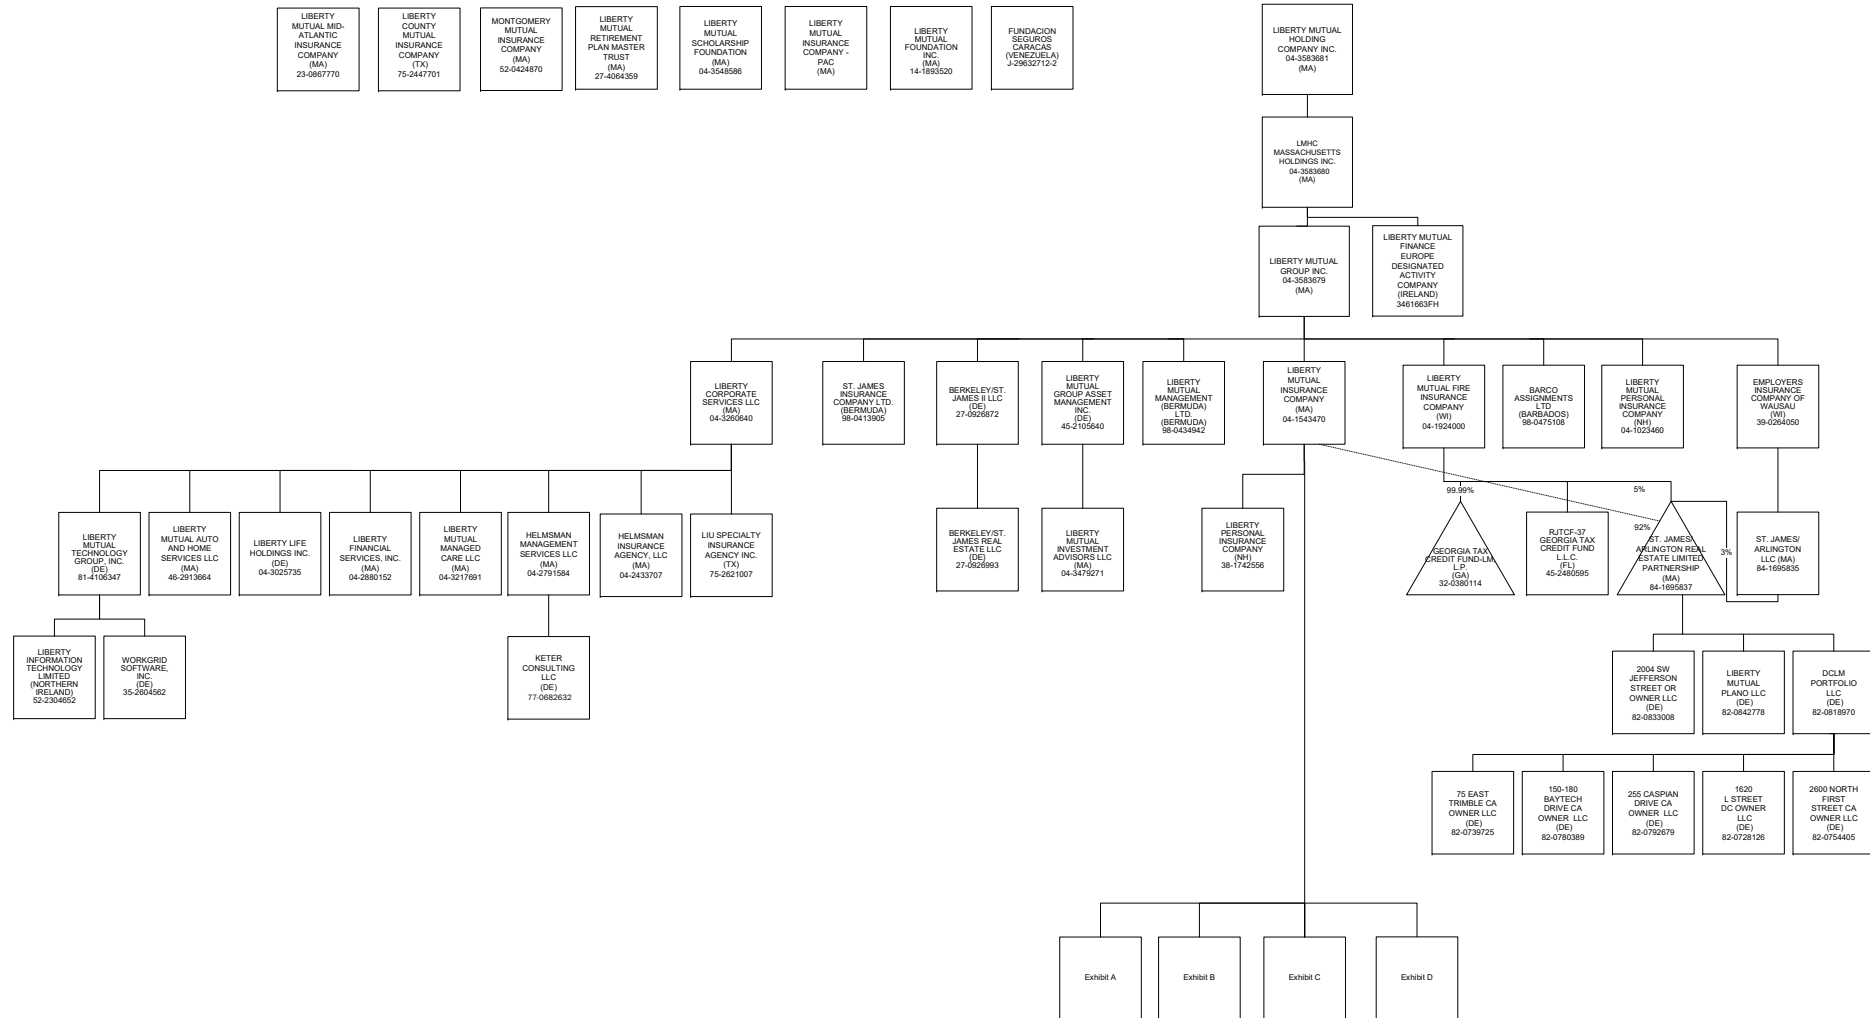 LIBERTY
MUTUAL MID-
ATLANTIC
INSURANCE
COMPANY
(MA)
23-0867770
LIBERTY
COUNTY
MUTUAL
INSURANCE
COMPANY
(TX)
75-2447701
MONTGOMERY
MUTUAL
INSURANCE
COMPANY
(MA)
52-0424870
LIBERTY
MUTUAL
RETIREMENT
PLAN MASTER
TRUST
(MA)
27-4064359
LIBERTY
MUTUAL
SCHOLARSHIP
FOUNDATION
(MA)
04-3548586
LIBERTY
MUTUAL
INSURANCE
COMPANY -
PAC
(MA)
LIBERTY
MUTUAL
FOUNDATION
INC.
(MA)
14-1893520
FUNDACION
SEGUROS
CARACAS
(VENEZUELA)
J-29632712-2
LIBERTY MUTUAL
HOLDING
COMPANY INC.
04-3583681
(MA)
LMHC
MASSACHUSETTS
HOLDINGS INC.
04-3583680
(MA)
LIBERTY MUTUAL
GROUP INC.
04-3583679
(MA)
LIBERTY MUTUAL
FINANCE
EUROPE
DESIGNATED
ACTIVITY
COMPANY
(IRELAND)
3461663FH
LIBERTY
CORPORATE
SERVICES LLC
(MA)
04-3260640
ST. JAMES
INSURANCE
COMPANY LTD.
(BERMUDA)
98-0413905
BERKELEY/ST.
JAMES II LLC
(DE)
27-0926872
LIBERTY
MUTUAL
GROUP ASSET
MANAGEMENT
INC.
(DE)
45-2105640
LIBERTY
MUTUAL
MANAGEMENT
(BERMUDA)
LTD.
(BERMUDA)
98-0434942
LIBERTY
MUTUAL
INSURANCE
COMPANY
(MA)
04-1543470
LIBERTY
MUTUAL FIRE
INSURANCE
COMPANY
(WI)
04-1924000
BARCO
ASSIGNMENTS
LTD
(BARBADOS)
98-0475108
LIBERTY
MUTUAL
PERSONAL
INSURANCE
COMPANY
(NH)
04-1023460
EMPLOYERS
INSURANCE
COMPANY OF
WAUSAU
(WI)
39-0264050
LIBERTY
MUTUAL
TECHNOLOGY
GROUP, INC.
(DE)
81-4106347
LIBERTY
MUTUAL AUTO
AND HOME
SERVICES LLC
(MA)
46-2913664
LIBERTY LIFE
HOLDINGS INC.
(DE)
04-3025735
LIBERTY
FINANCIAL
SERVICES, INC.
(MA)
04-2880152
LIBERTY
MUTUAL
MANAGED
CARE LLC
(MA)
04-3217691
HELMSMAN
MANAGEMENT
SERVICES LLC
(MA)
04-2791584
HELMSMAN
INSURANCE
AGENCY, LLC
(MA)
04-2433707
LIU SPECIALTY
INSURANCE
AGENCY INC.
(TX)
75-2621007
BERKELEY/ST.
JAMES REAL
ESTATE LLC
(DE)
27-0926993
LIBERTY
MUTUAL
INVESTMENT
ADVISORS LLC
(MA)
04-3479271
LIBERTY
PERSONAL
INSURANCE
COMPANY
(NH)
38-1742556
99.99%
GEORGIA TAX
CREDIT FUND-LM,
L.P.
(GA)
32-0380114
RJTCF-37
GEORGIA TAX
CREDIT FUND
L.L.C.
(FL)
45-2480595
5%
92%
ST. JAMES/
ARLINGTON REAL
ESTATE LIMITED
PARTNERSHIP
(MA)
84-1695837
3%
ST. JAMES/
ARLINGTON
LLC (MA)
84-1695835
LIBERTY
INFORMATION
TECHNOLOGY
LIMITED
(NORTHERN
IRELAND)
52-2304652
WORKGRID
SOFTWARE,
INC.
(DE)
35-2604562
KETER
CONSULTING
LLC
(DE)
77-0682632
2004 SW
JEFFERSON
STREET OR
OWNER LLC
(DE)
82-0833008
LIBERTY
MUTUAL
PLANO LLC
(DE)
82-0842778
DCLM
PORTFOLIO
LLC
(DE)
82-0818970
75 EAST
TRIMBLE CA
OWNER LLC
(DE)
82-0739725
150-180
BAYTECH
DRIVE CA
OWNER LLC
(DE)
82-0780389
255 CASPIAN
DRIVE CA
OWNER LLC
(DE)
82-0792679
1620
L STREET
DC OWNER
LLC
(DE)
82-0728126
2600 NORTH
FIRST
STREET CA
OWNER LLC
(DE)
82-0754405
Exhibit A
Exhibit B
Exhibit C
Exhibit D